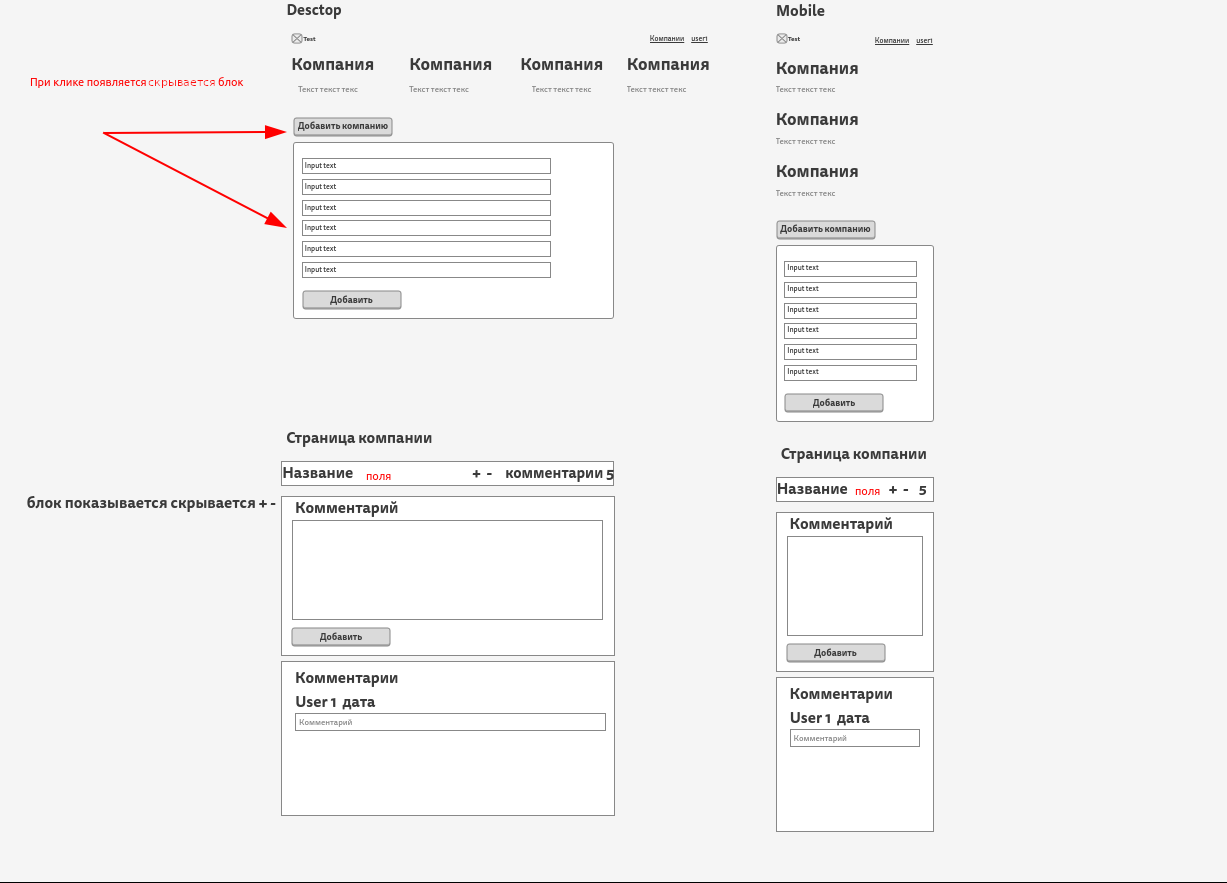 Desctop
Text
Компании user1
Компания Компания Компания Компания
Текст текст текс Текст текст текс Текст текст текс Текст текст текс
При клике появляется скрывается блок
Добавить компанию
Input text
Input text
Input text
Input text
Input text
Input text
Добавить
Mobile
Text
Компании user1
Компания
Текст текст текс
Компания
Текст текст текс
Компания
Текст текст текс
Добавить компанию
Input text
Input text
Input text
Input text
Input text
Input text
Добавить
Страница компании
Название поля + - комментарии 5
блок показывается скрывается + -
Комментарий
Добавить
Комментарии
User 1 дата
Комментарий
Страница компании
Название поля + - 5
Комментарий
Добавить
Комментарии
User 1 дата
Комментарий